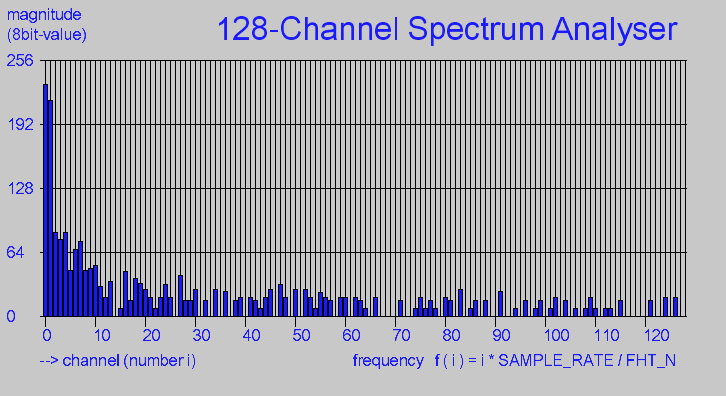 magnitude
(8bit-value)
128-Channel Spectrum Analyser
256
192
128
64
0
0 10 20 30 40 50 60 70 80 90 100 110 120
--> channel (number i)
frequency f ( i ) = i * SAMPLE_RATE / FHT_N